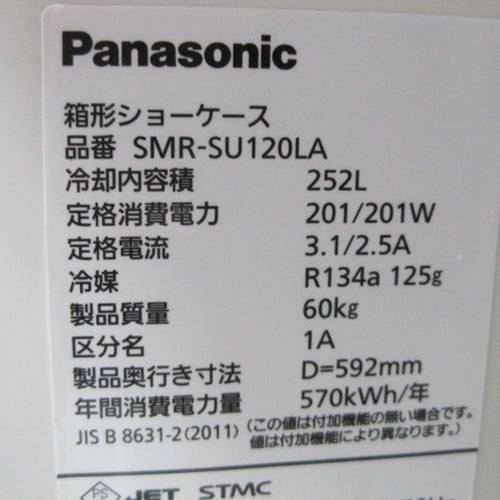 Panasonic
箱形ショーケース
品番 SMR-SU120LA
冷却内容積 252L
定格消費電力 201/201W
定格電流 3.1/2.5A
冷媒 R134a 125g
製品質量 60kg
区分名 1A
製品奥行き寸法 D=592mm
年間消費電力量 570kWh/年
JIS B 8631-2(2011) (この値は付加機能の無い場合です。
値は付加機能により異なります。)
PS JET STMC